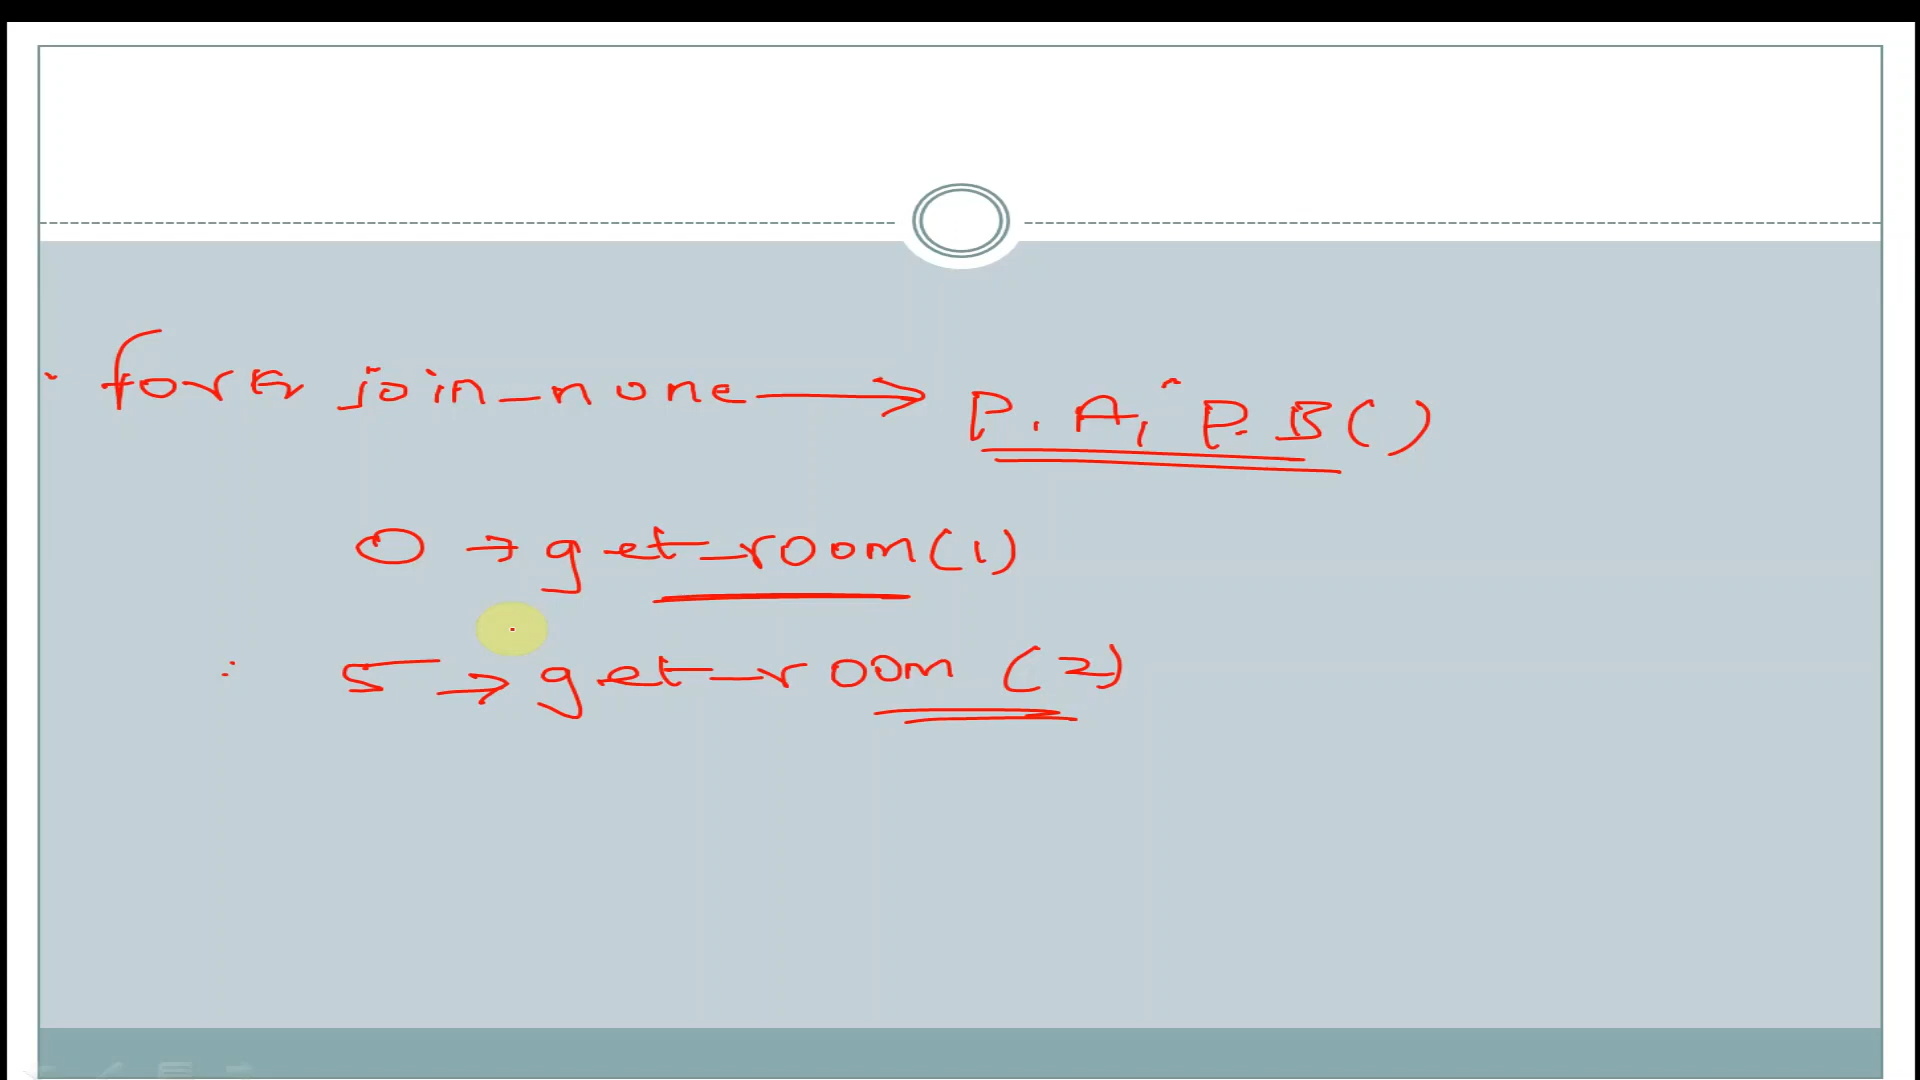 fork join_none → P.A, P.B()
0 → get_room(1)
5 → get_room (2)